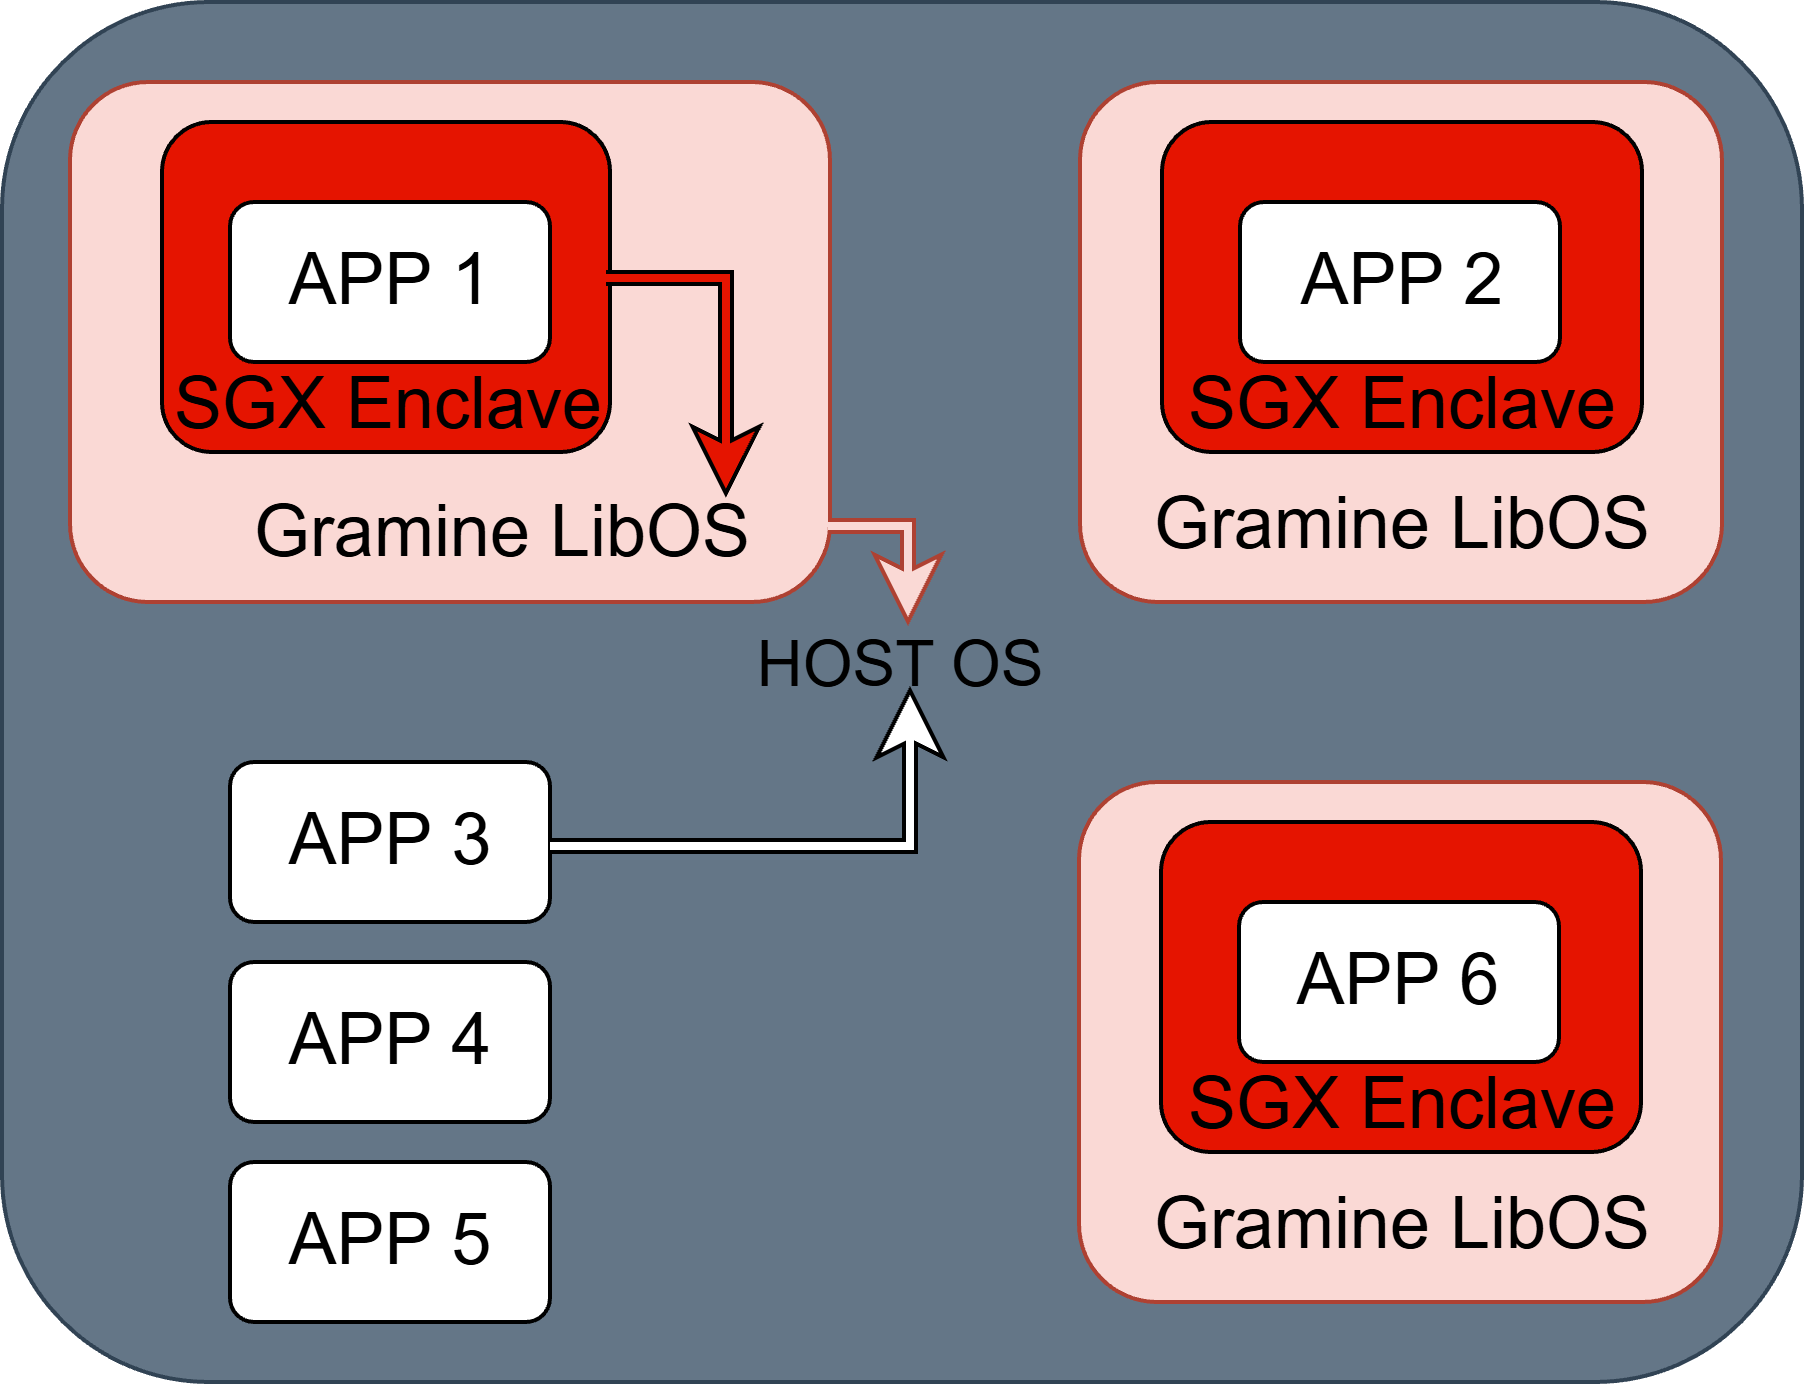 APP 1
SGX Enclave
Gramine LibOS
APP 2
SGX Enclave
Gramine LibOS
HOST OS
APP 3
APP 4
APP 5
APP 6
SGX Enclave
Gramine LibOS